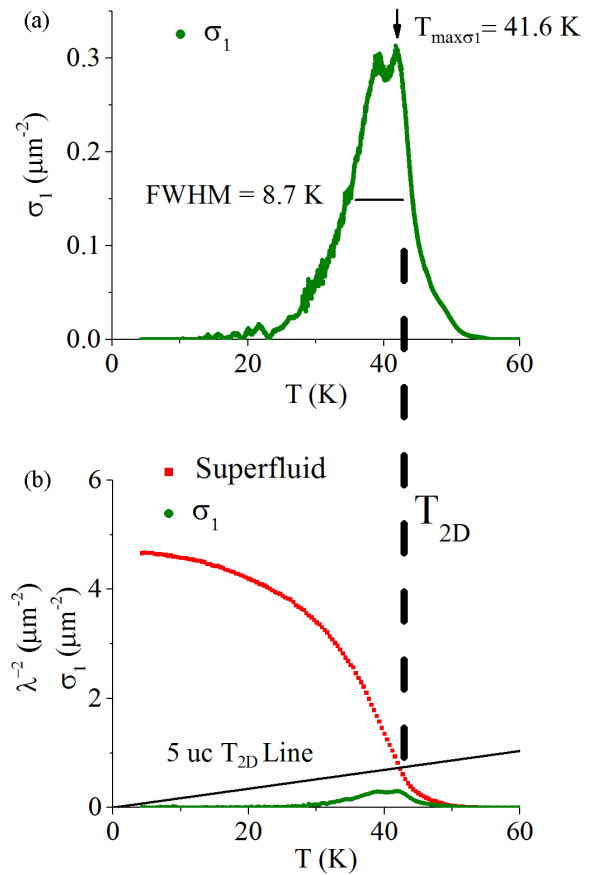 (a)
σ₁
T_maxσ1 = 41.6 K
0.3
0.2
0.1
0.0
σ₁ (μm⁻²)
FWHM = 8.7 K
0 20 40 60
T (K)
(b)
Superfluid
σ₁
T₂D
6
4
2
0
λ⁻² (μm⁻²)
σ₁ (μm⁻²)
5 uc T₂D Line
0 20 40 60
T (K)